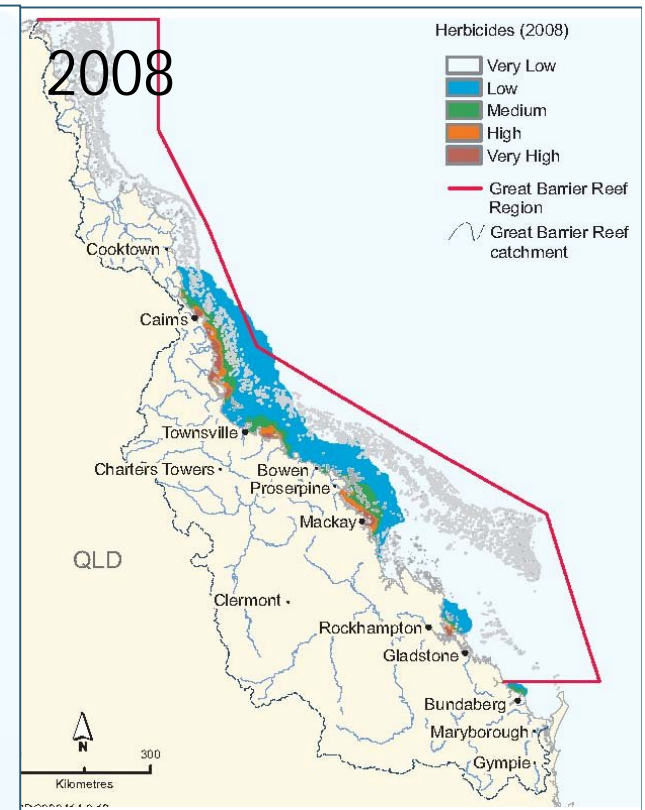 2008
Herbicides (2008)
Very Low
Low
Medium
High
Very High
Great Barrier Reef
Region
Great Barrier Reef
catchment
Cooktown
Cairns
Townsville
Charters Towers
Bowen
Proserpine
Mackay
QLD
Clermont
Rockhampton
Gladstone
Bundaberg
Maryborough
Gympie
N
300
Kilometres